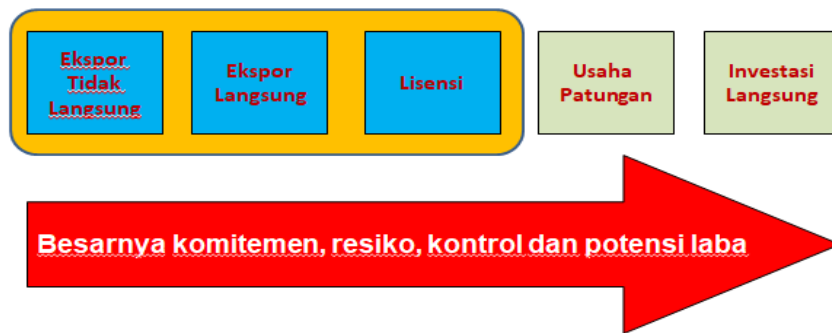 Ekspor
Tidak
Langsung
Ekspor
Langsung
Lisensi
Usaha
Patungan
Investasi
Langsung
Besarnya komitemen, resiko, kontrol dan potensi laba